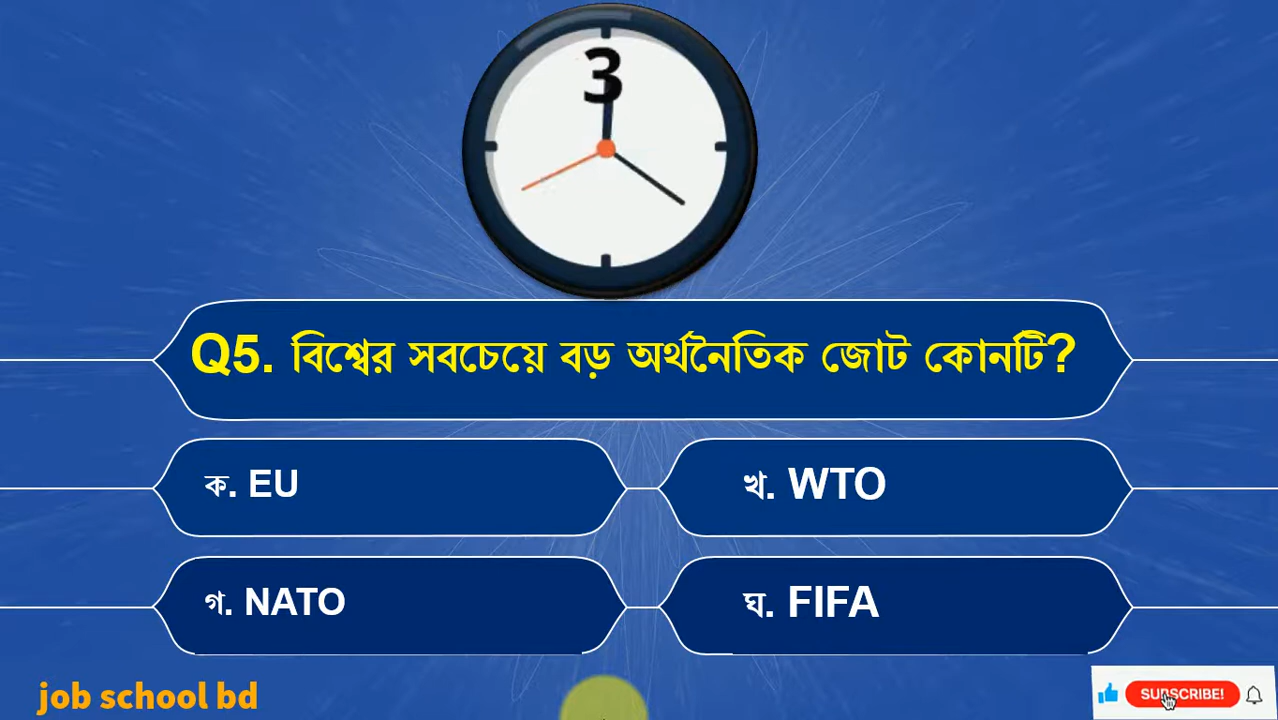 3
Q5. বিশ্বের সবচেয়ে বড় অর্থনৈতিক জোট কোনটি?
ক. EU
খ. WTO
গ. NATO
ঘ. FIFA
job school bd
SUBSCRIBE!